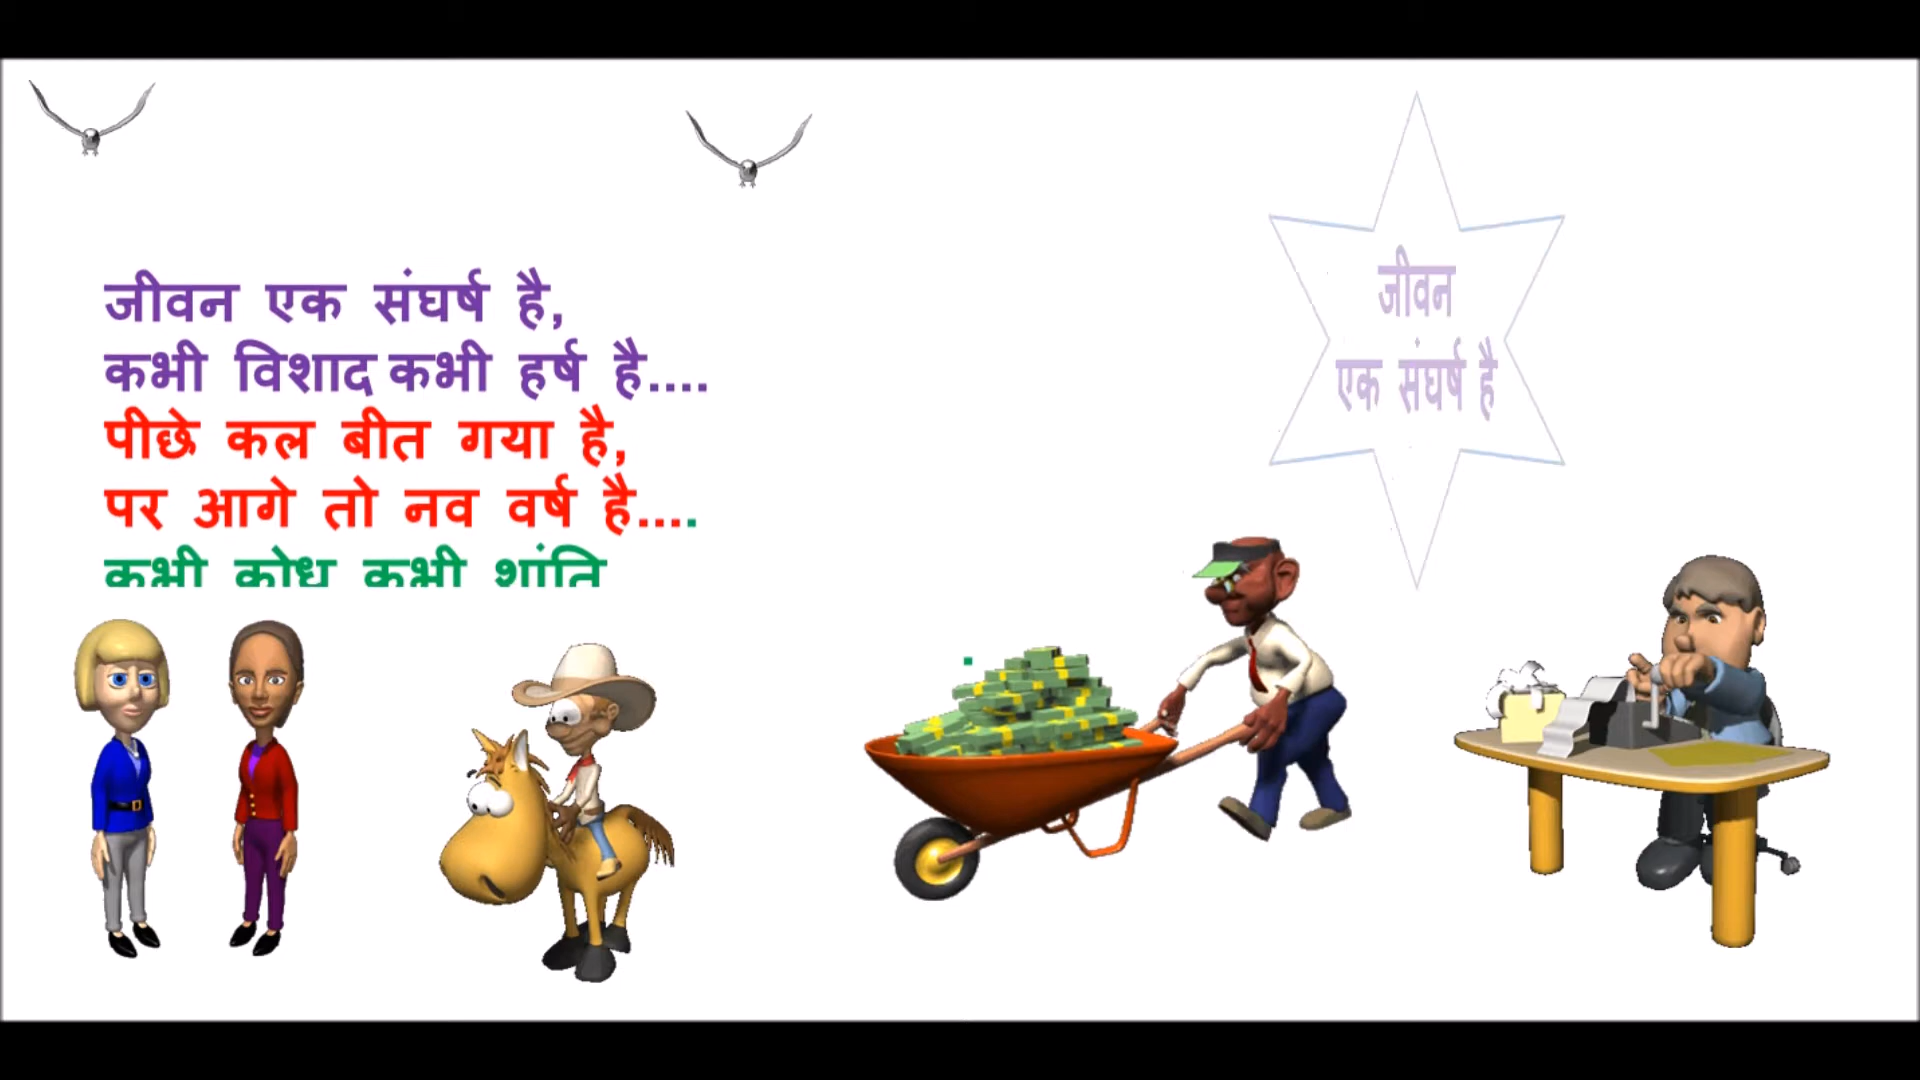 जीवन एक संघर्ष है,
कभी विशाद कभी हर्ष है....
पीछे कल बीत गया है,
पर आगे तो नव वर्ष है....
कभी क्रोध कभी शांति
जीवन
एक संघर्ष है